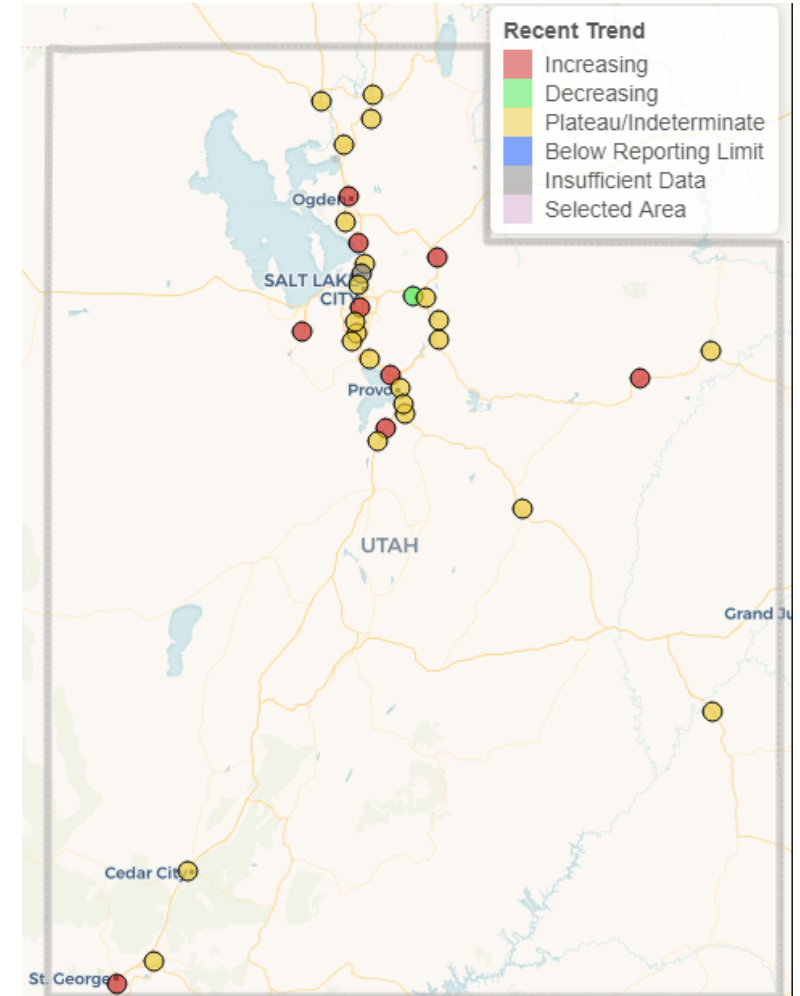 Recent Trend
Increasing
Decreasing
Plateau/Indeterminate
Below Reporting Limit
Insufficient Data
Selected Area
Ogden
SALT LAKE
CITY
Provo
UTAH
Grand Ju
Cedar City
St. George